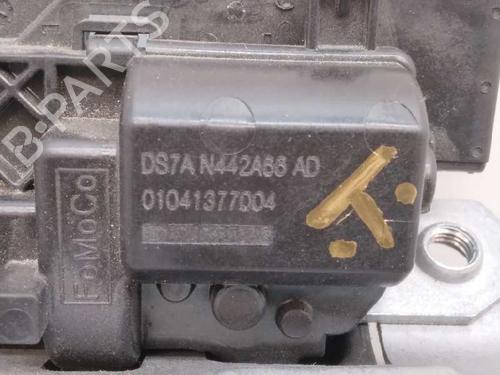 DS7A N442A66 AD
01041377004
FoMoCo
B-PARTS